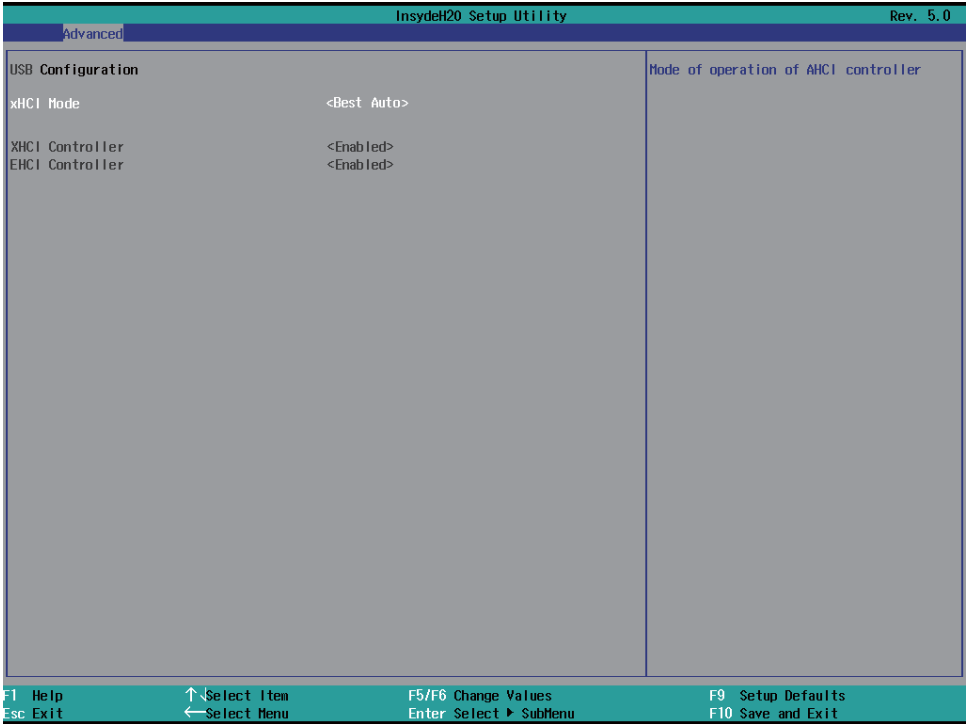 InsydeH20 Setup Utility Rev. 5.0
Advanced
USB Configuration
Mode of operation of AHCI controller
xHCI Mode <Best Auto>
XHCI Controller <Enabled>
EHCI Controller <Enabled>
F1 Help ↑↓Select Item F5/F6 Change Values F9 Setup Defaults
Esc Exit ←→Select Menu Enter Select ▶ SubMenu F10 Save and Exit